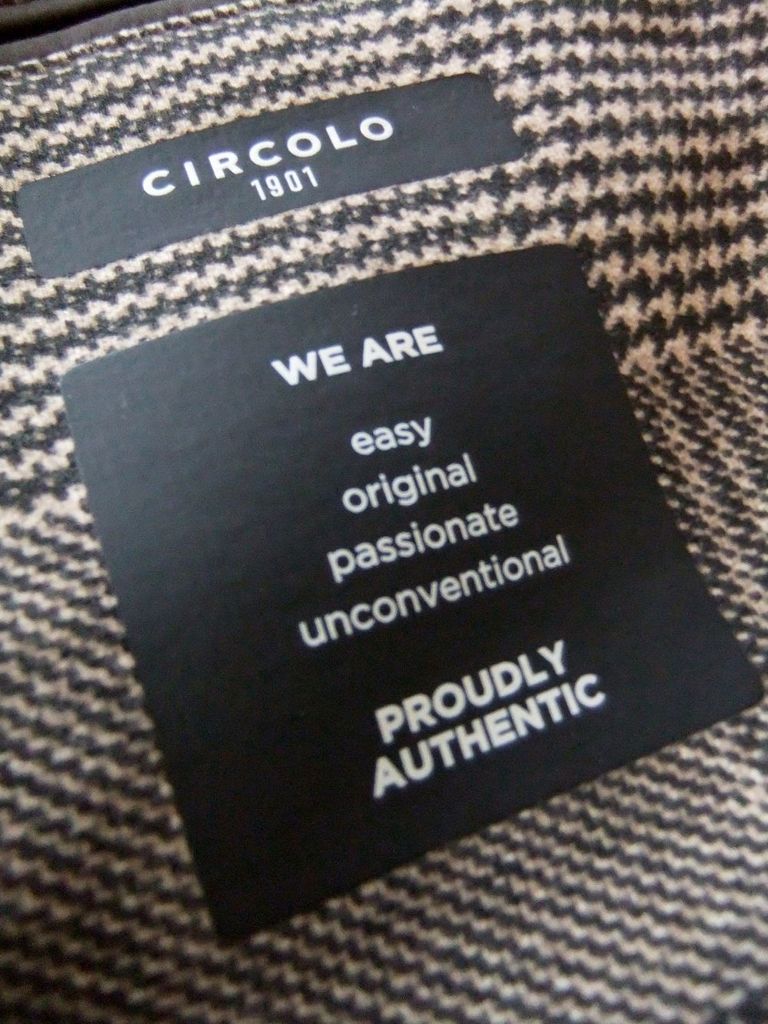 CIRCOLO
1901
WE ARE
easy
original
passionate
unconventional
PROUDLY
AUTHENTIC